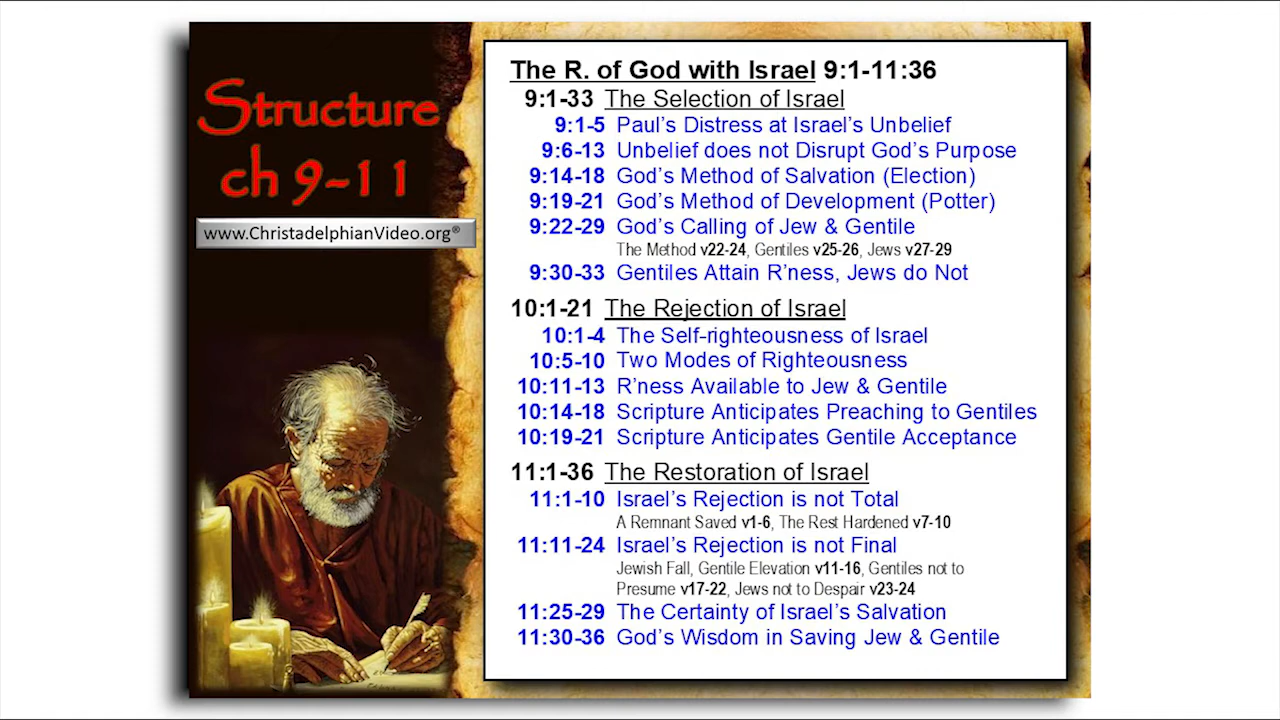 Structure
ch 9-11
www.ChristadelphianVideo.org®
The R. of God with Israel 9:1-11:36
9:1-33 The Selection of Israel
9:1-5 Paul's Distress at Israel's Unbelief
9:6-13 Unbelief does not Disrupt God's Purpose
9:14-18 God's Method of Salvation (Election)
9:19-21 God's Method of Development (Potter)
9:22-29 God's Calling of Jew & Gentile
The Method v22-24, Gentiles v25-26, Jews v27-29
9:30-33 Gentiles Attain R'ness, Jews do Not
10:1-21 The Rejection of Israel
10:1-4 The Self-righteousness of Israel
10:5-10 Two Modes of Righteousness
10:11-13 R'ness Available to Jew & Gentile
10:14-18 Scripture Anticipates Preaching to Gentiles
10:19-21 Scripture Anticipates Gentile Acceptance
11:1-36 The Restoration of Israel
11:1-10 Israel's Rejection is not Total
A Remnant Saved v1-6, The Rest Hardened v7-10
11:11-24 Israel's Rejection is not Final
Jewish Fall, Gentile Elevation v11-16, Gentiles not to
Presume v17-22, Jews not to Despair v23-24
11:25-29 The Certainty of Israel's Salvation
11:30-36 God's Wisdom in Saving Jew & Gentile